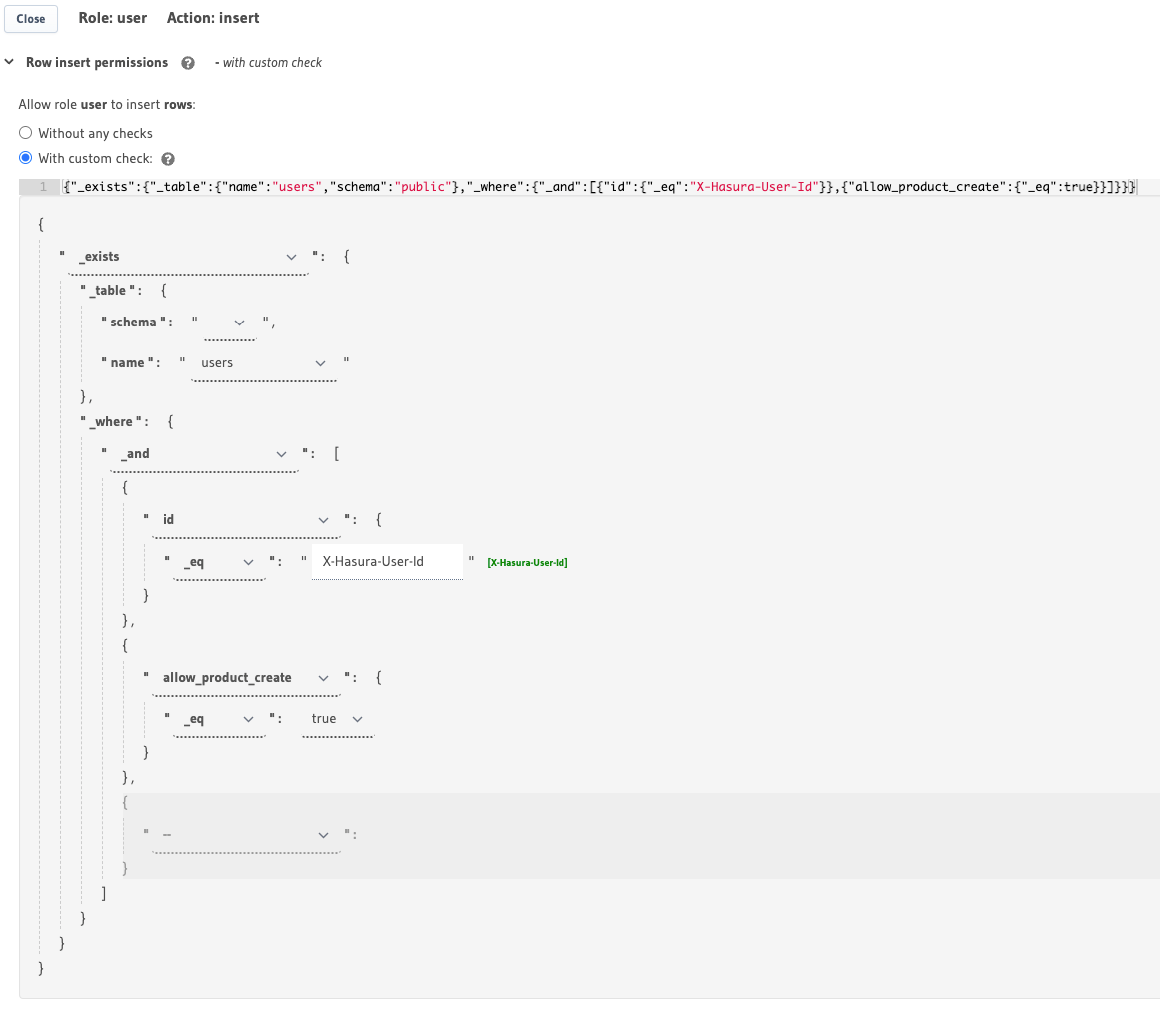 Close Role: user Action: insert
Row insert permissions ? - with custom check
Allow role user to insert rows:
Without any checks
With custom check: ?
1 {"_exists":{"_table":{"name":"users","schema":"public"},"_where":{"_and":[{"id":{"_eq":"X-Hasura-User-Id"}},{"allow_product_create":{"_eq":true}}]}}}
{
" _exists ": {
"_table": {
"schema": " ",
"name": " users "
},
"_where": {
" _and ": [
{
" id ": {
" _eq ": " X-Hasura-User-Id " [X-Hasura-User-Id]
}
},
{
" allow_product_create ": {
" _eq ": true
}
},
{
" -- ":
}
]
}
}
}